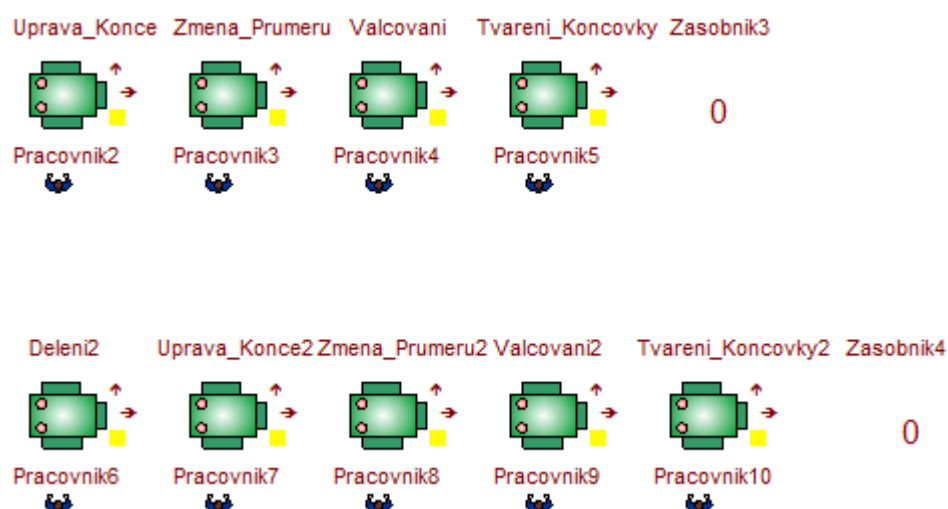 Uprava_Konce Zmena_Prumeru Valcovani Tvareni_Koncovky Zasobnik3
0
Pracovnik2 Pracovnik3 Pracovnik4 Pracovnik5
Deleni2 Uprava_Konce2 Zmena_Prumeru2 Valcovani2 Tvareni_Koncovky2 Zasobnik4
0
Pracovnik6 Pracovnik7 Pracovnik8 Pracovnik9 Pracovnik10